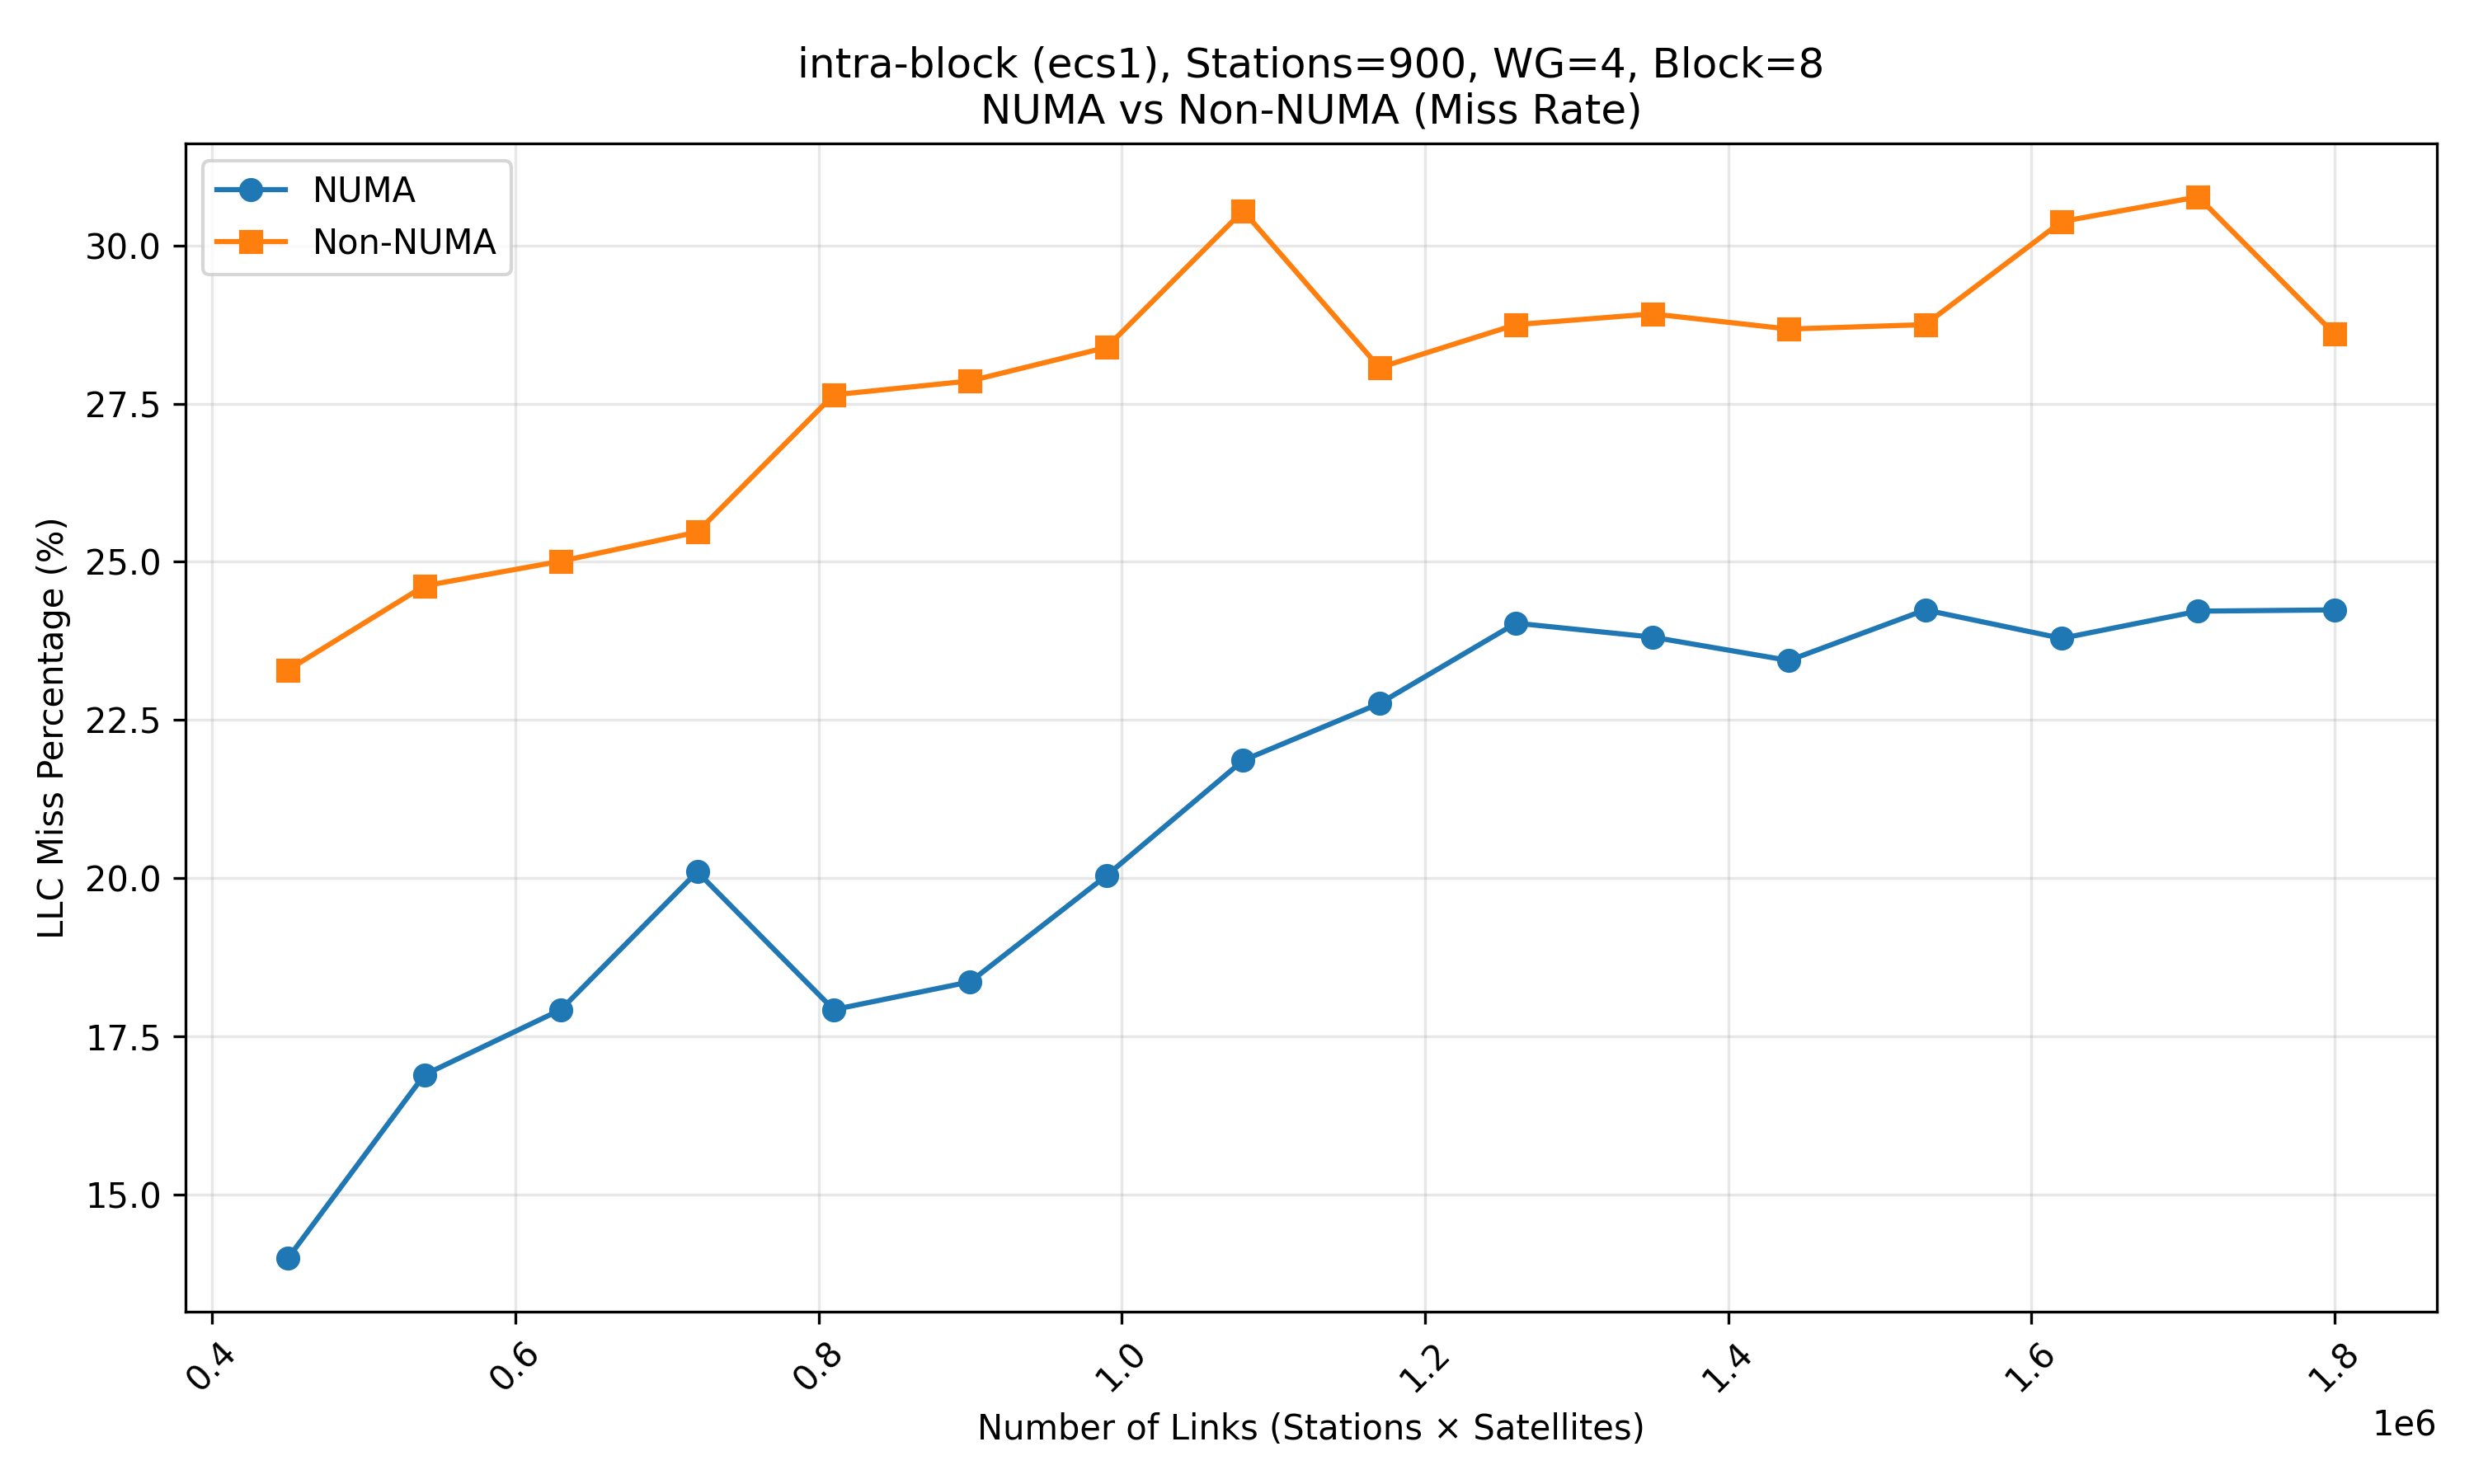 intra-block (ecs1), Stations=900, WG=4, Block=8
NUMA vs Non-NUMA (Miss Rate)
NUMA
Non-NUMA
LLC Miss Percentage (%)
30.0
27.5
25.0
22.5
20.0
17.5
15.0
0.4
0.6
0.8
1.0
1.2
1.4
1.6
1.8
1e6
Number of Links (Stations × Satellites)